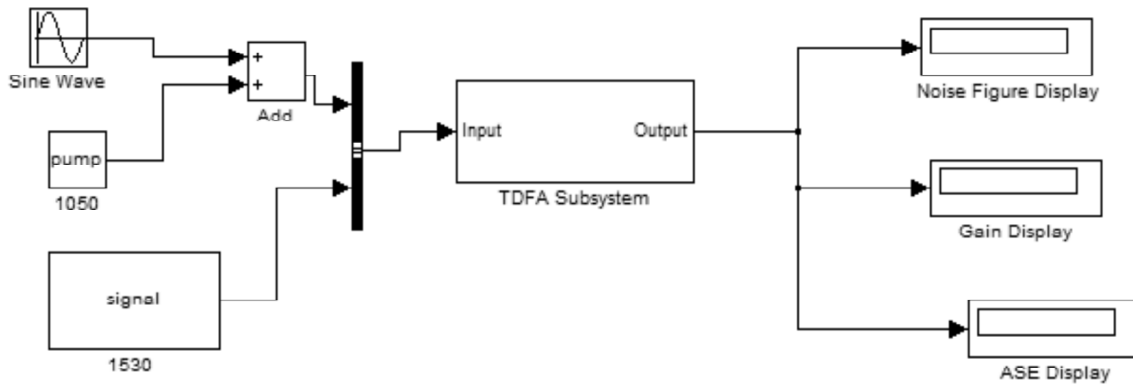 Sine Wave
+
+
Add
pump
1050
signal
1530
Input
Output
TDFA Subsystem
Noise Figure Display
Gain Display
ASE Display